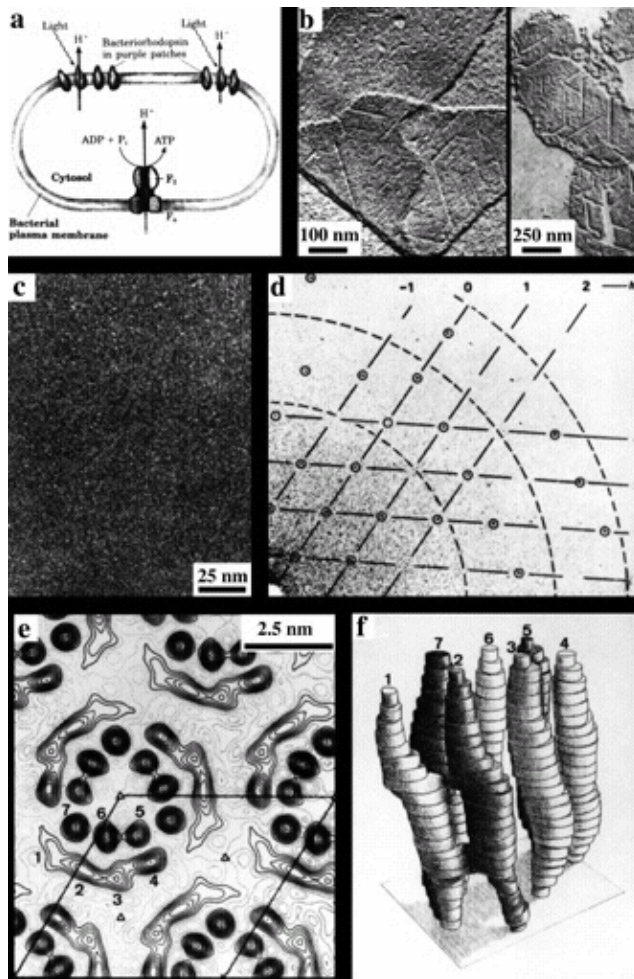 a
Light
H⁺
Bacteriorhodopsin
in purple patches
Light
H⁺
H⁺
ADP + Pᵢ
ATP
Cytosol
Bacterial
plasma membrane
F₁
Fₒ
b
100 nm
250 nm
c
25 nm
d
-1
0
1
2
e
2.5 nm
7
6
5
1
2
3
4
f
1
7
2
6
3
5
4